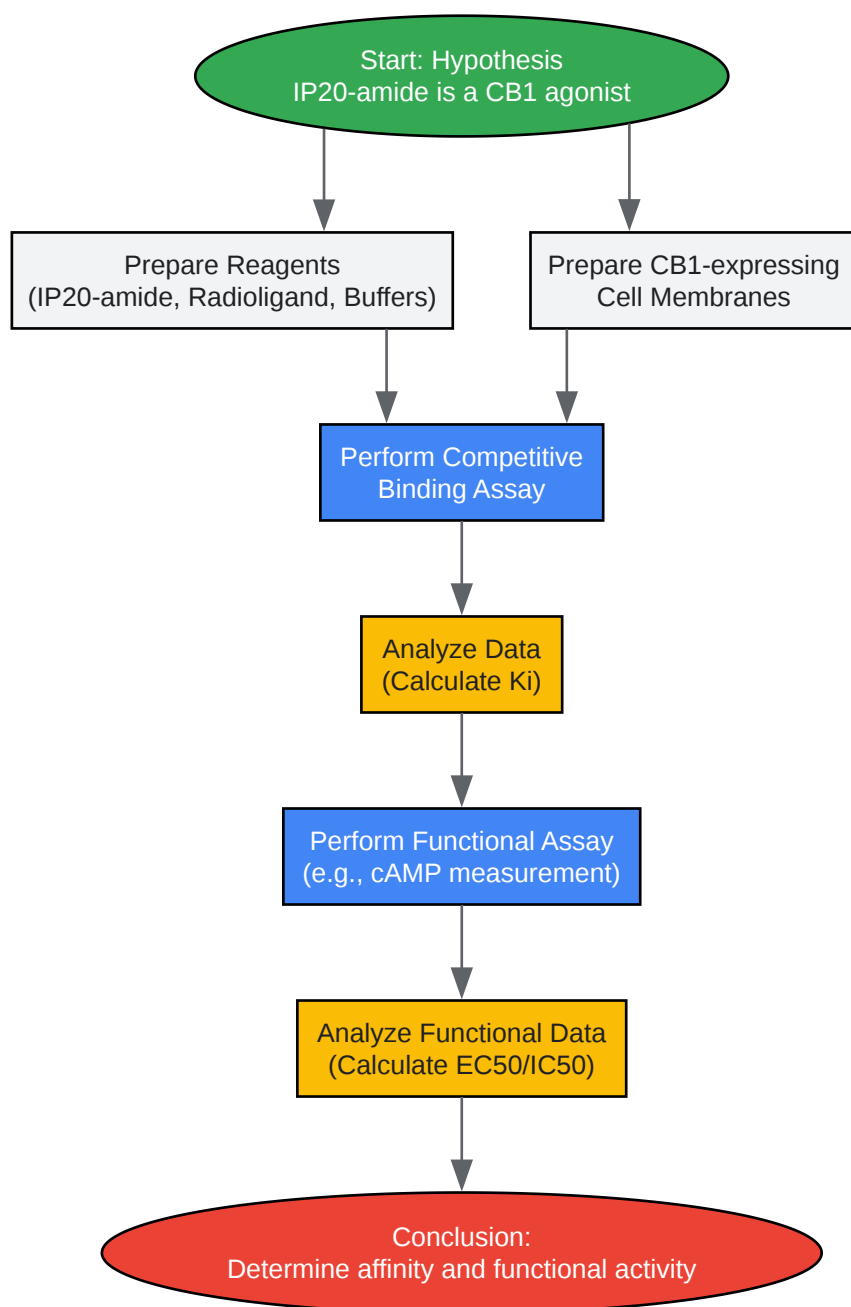 Start: Hypothesis
IP20-amide is a CB1 agonist
Prepare Reagents
(IP20-amide, Radioligand, Buffers)
Prepare CB1-expressing
Cell Membranes
Perform Competitive
Binding Assay
Analyze Data
(Calculate Ki)
Perform Functional Assay
(e.g., cAMP measurement)
Analyze Functional Data
(Calculate EC50/IC50)
Conclusion:
Determine affinity and functional activity